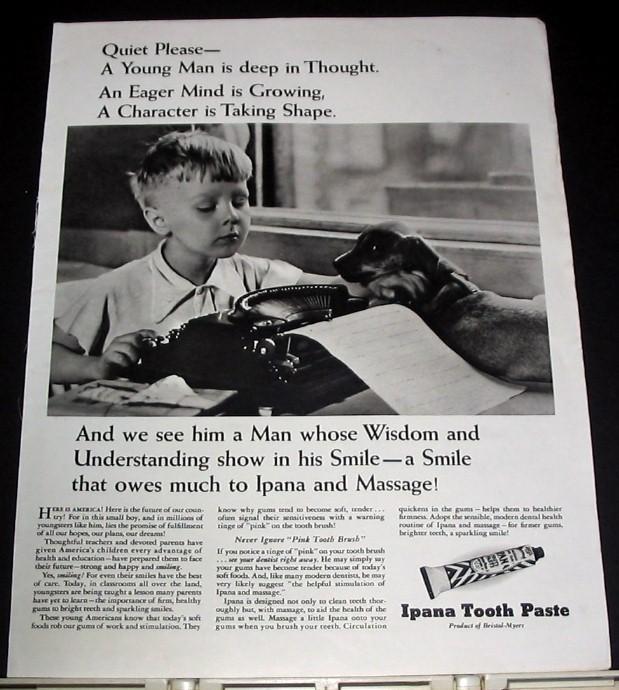 Quiet Please—
A Young Man is deep in Thought.
An Eager Mind is Growing,
A Character is Taking Shape.
And we see him a Man whose Wisdom and
Understanding show in his Smile—a Smile
that owes much to Ipana and Massage!
HERE IS AMERICA! Here is the future of our coun-
try! For in this small boy, and in millions of
youngsters like him, lies the promise of fulfillment
of all our hopes, our plans, our dreams!
Thoughtful teachers and devoted parents have
given America's children every advantage of
health and education—have prepared them to face
their future—strong and happy and smiling.
Yes, smiling! For even their smiles have the best
of care. Today, in classrooms all over the land,
youngsters are being taught a lesson many parents
have yet to learn—the importance of firm, healthy
gums to bright teeth and sparkling smiles.
These young Americans know that today's soft
foods rob our gums of work and stimulation. They
know why gums tend to become soft, tender...
often signal their sensitiveness with a warning
tinge of "pink" on the tooth brush!
Never Ignore "Pink Tooth Brush"
If you notice a tinge of "pink" on your tooth brush
...see your dentist right away. He may simply say
your gums have become tender because of today's
soft foods. And, like many modern dentists, he may
very likely suggest "the helpful stimulation of
Ipana and massage."
Ipana is designed not only to clean teeth thor-
oughly but, with massage, to aid the health of the
gums as well. Massage a little Ipana onto your
gums when you brush your teeth. Circulation
quickens in the gums—helps them to healthier
firmness. Adopt the sensible, modern dental health
routine of Ipana and massage—for firmer gums,
brighter teeth, a sparkling smile!
IPANA
Ipana Tooth Paste
Product of Bristol-Myers